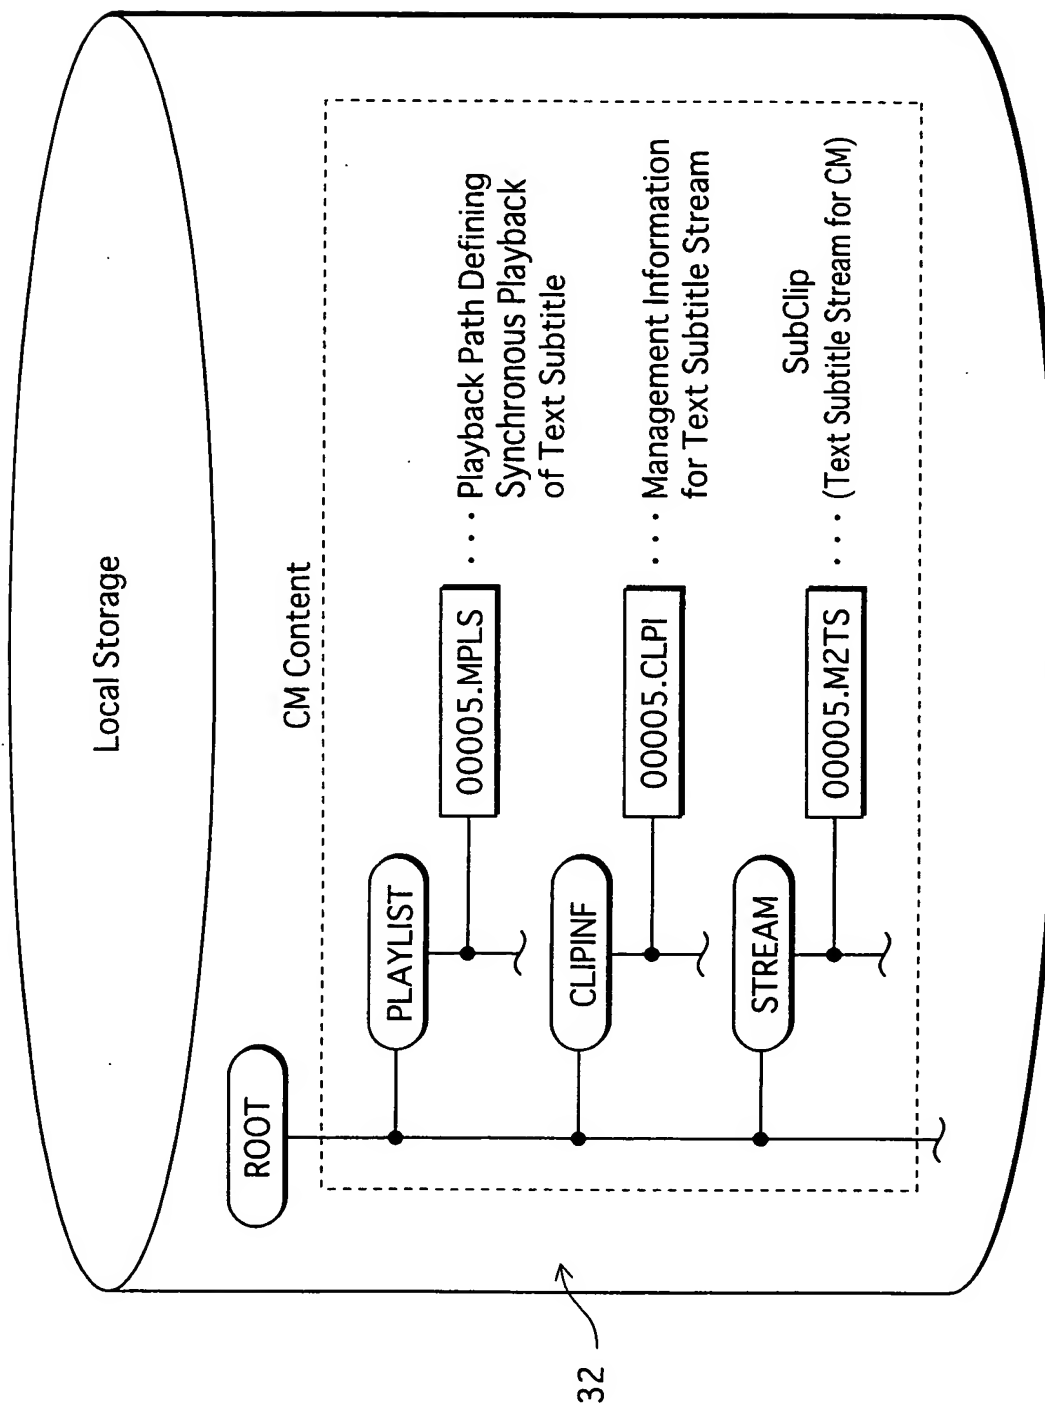 Local Storage
CM Content
ROOT
PLAYLIST
00005.MPLS
··· Playback Path Defining
Synchronous Playback
of Text Subtitle
CLIPINF
00005.CLPI
··· Management Information
for Text Subtitle Stream
STREAM
00005.M2TS
SubClip
··· (Text Subtitle Stream for CM)
32